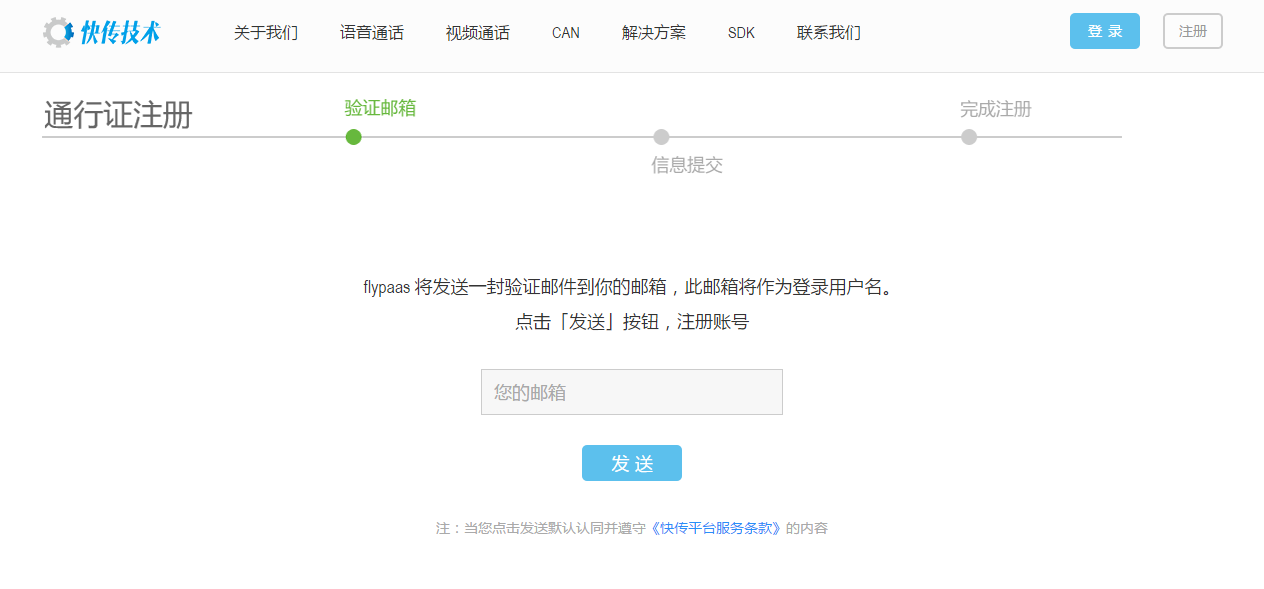 快传技术 关于我们 语音通话 视频通话 CAN 解决方案 SDK 联系我们 登 录 注册
通行证注册 验证邮箱 完成注册
信息提交
flypaas 将发送一封验证邮件到你的邮箱，此邮箱将作为登录用户名。
点击「发送」按钮，注册账号
您的邮箱
发 送
注：当您点击发送默认认同并遵守《快传平台服务条款》的内容